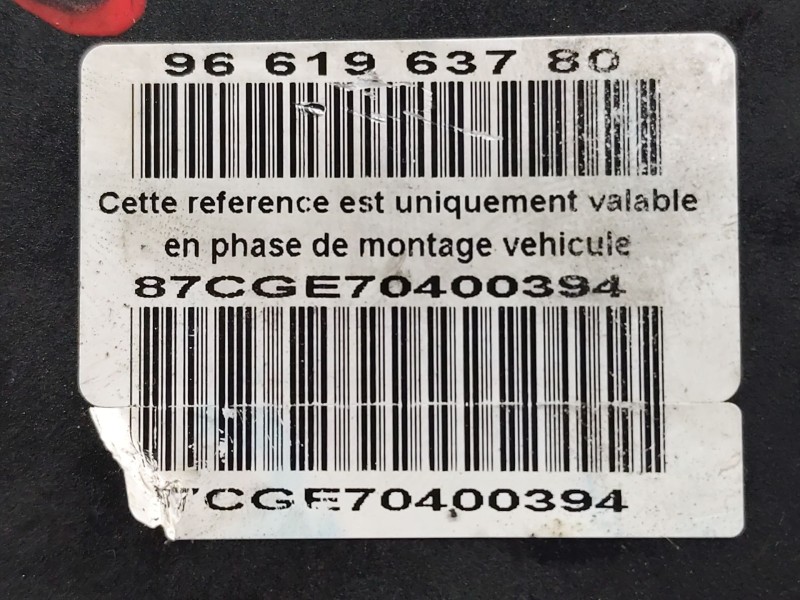 96 619 637 80
Cette reference est uniquement valable
en phase de montage vehicule
87CGE70400394
7CGE70400394